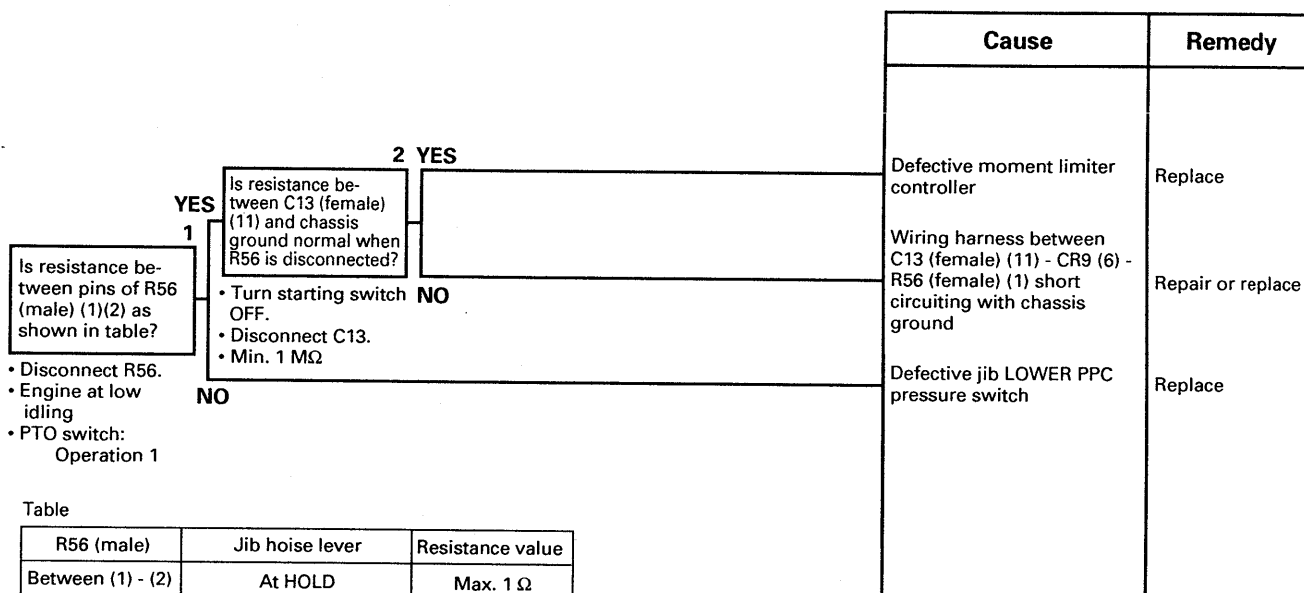 Cause
Remedy
2 YES
Is resistance be-
tween C13 (female)
(11) and chassis
ground normal when
R56 is disconnected?
Defective moment limiter
controller
Replace
YES
1
Is resistance be-
tween pins of R56
(male) (1)(2) as
shown in table?
• Turn starting switch
OFF.
• Disconnect C13.
• Min. 1 MΩ
NO
Wiring harness between
C13 (female) (11) - CR9 (6) -
R56 (female) (1) short
circuiting with chassis
ground
Repair or replace
• Disconnect R56.
• Engine at low
idling
• PTO switch:
Operation 1
NO
Defective jib LOWER PPC
pressure switch
Replace
Table
R56 (male) Jib hoise lever Resistance value
Between (1) - (2) At HOLD Max. 1 Ω